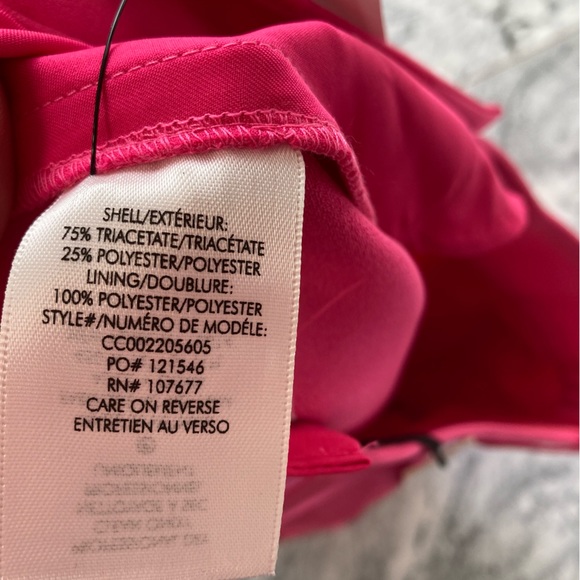 SHELL/EXTÉRIEUR:
75% TRIACETATE/TRIACÉTATE
25% POLYESTER/POLYESTER
LINING/DOUBLURE:
100% POLYESTER/POLYESTER
STYLE#/NUMÉRO DE MODÉLE:
CC002205605
PO# 121546
RN# 107677
CARE ON REVERSE
ENTRETIEN AU VERSO